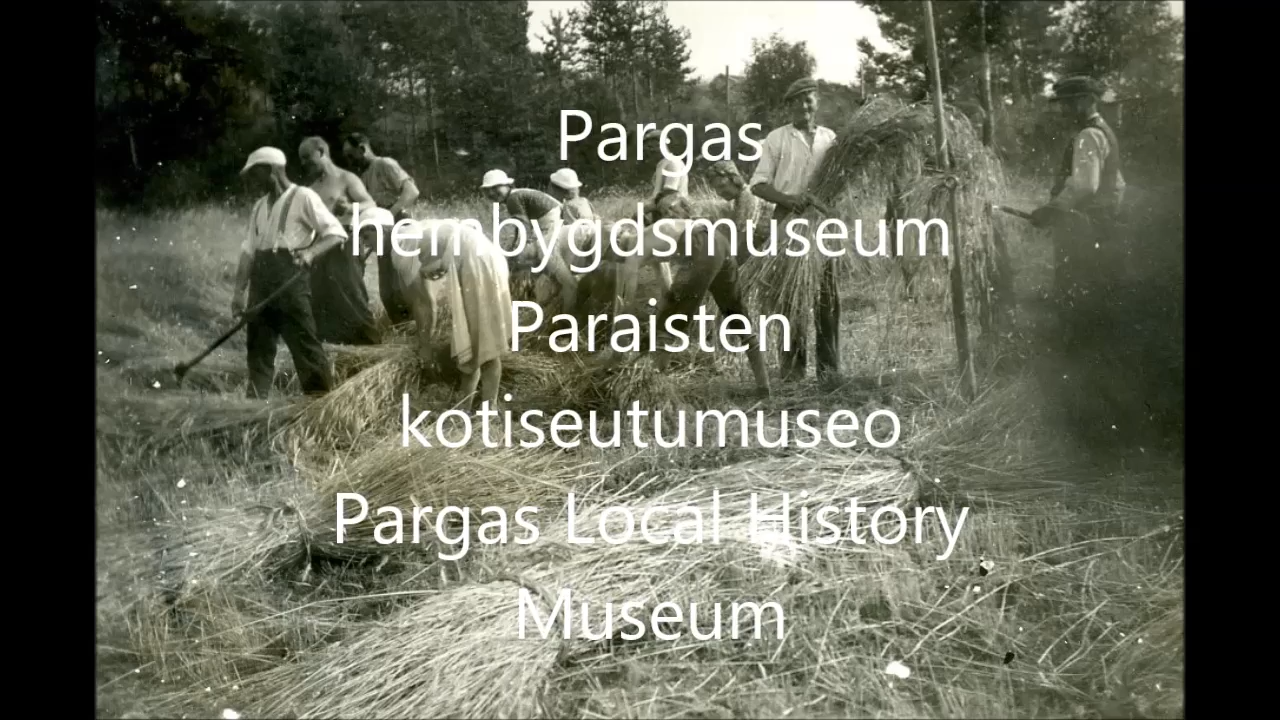 Pargas
hembygdsmuseum
Paraisten
kotiseutumuseo
Pargas Local History
Museum